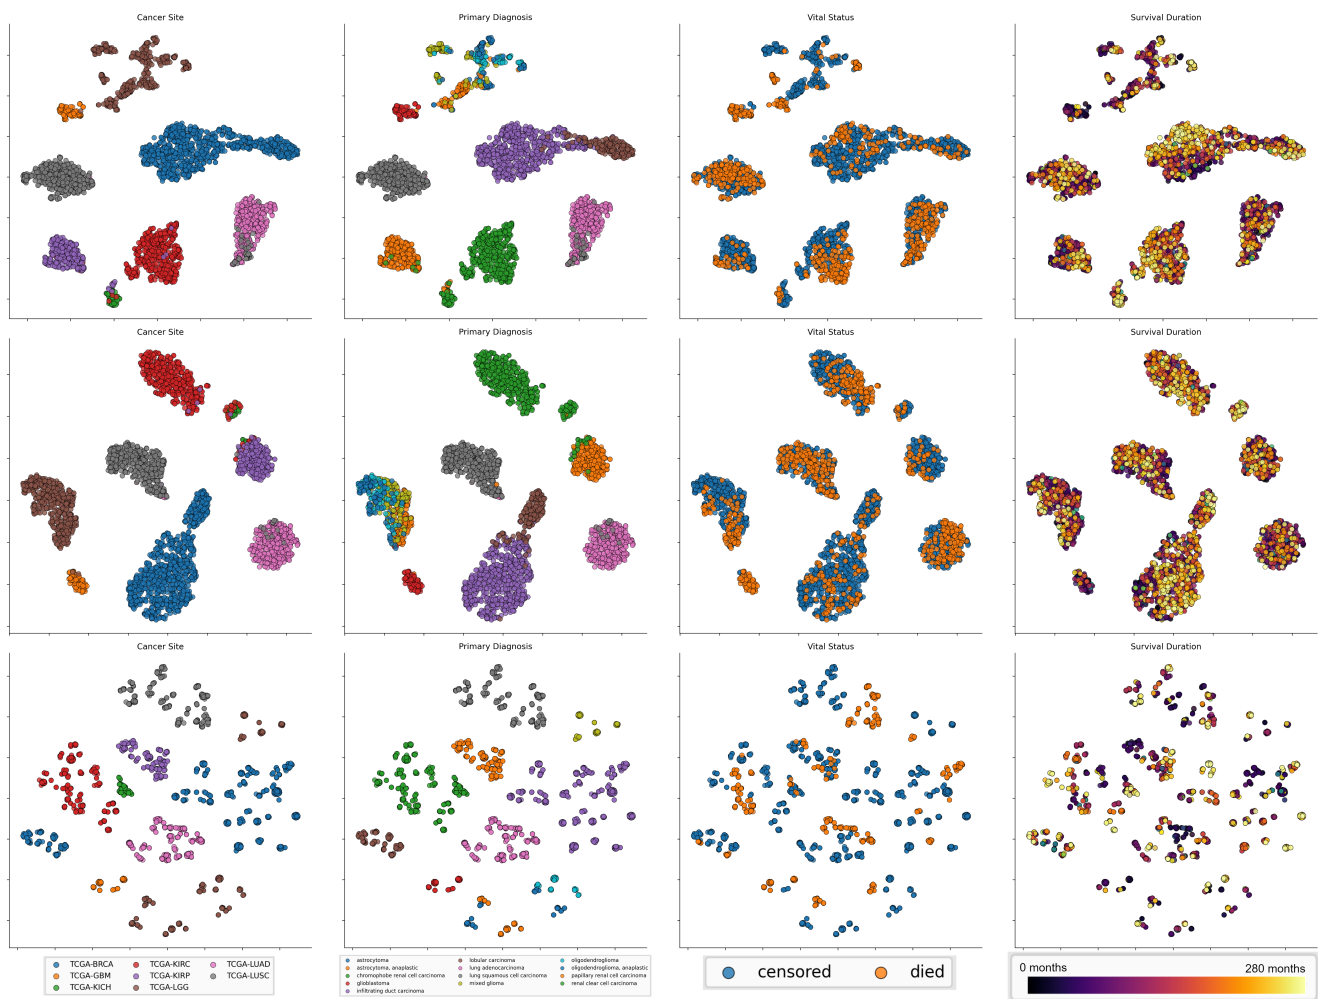 Cancer Site
Primary Diagnosis
Vital Status
Survival Duration
Cancer Site
Primary Diagnosis
Vital Status
Survival Duration
Cancer Site
Primary Diagnosis
Vital Status
Survival Duration
TCGA-BRCA
TCGA-GBM
TCGA-KICH
TCGA-KIRC
TCGA-KIRP
TCGA-LGG
TCGA-LUAD
TCGA-LUSC
astrocytoma
astrocytoma, anaplastic
chromophobe renal cell carcinoma
glioblastoma
infiltrating duct carcinoma
lobular carcinoma
lung adenocarcinoma
lung squamous cell carcinoma
mixed glioma
oligodendroglioma
oligodendroglioma, anaplastic
papillary renal cell carcinoma
renal clear cell carcinoma
censored
died
0 months
280 months